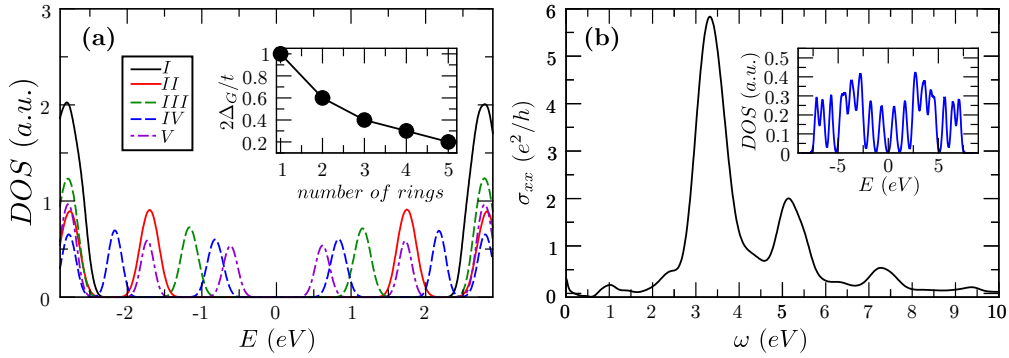 (a)
I
II
III
IV
V
DOS (a.u.)
0
1
2
3
-2
-1
0
1
2
E (eV)
2Δ_G/t
1
0.8
0.6
0.4
0.2
1 2 3 4 5
number of rings
(b)
σ_xx (e²/h)
6
5
4
3
2
1
0
0 1 2 3 4 5 6 7 8 9 10
ω (eV)
DOS (a.u.)
0.5
0.4
0.3
0.2
0.1
0
-5 0 5
E (eV)